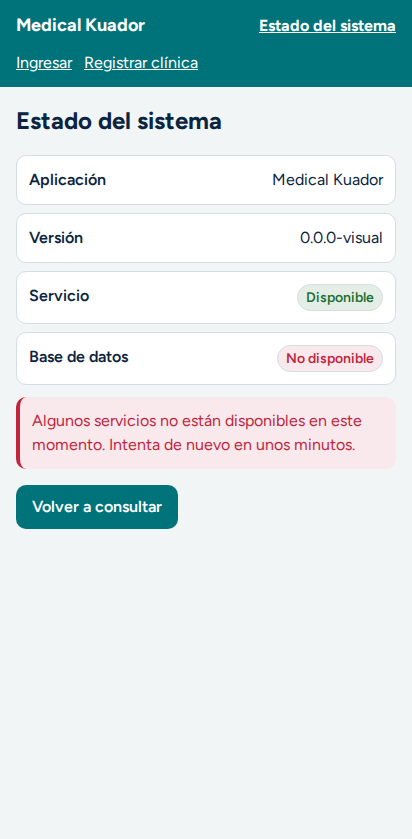 Medical Kuador
Estado del sistema
Ingresar
Registrar clínica
Estado del sistema
Aplicación
Medical Kuador
Versión
0.0.0-visual
Servicio
Disponible
Base de datos
No disponible
Algunos servicios no están disponibles en este
momento. Intenta de nuevo en unos minutos.
Volver a consultar